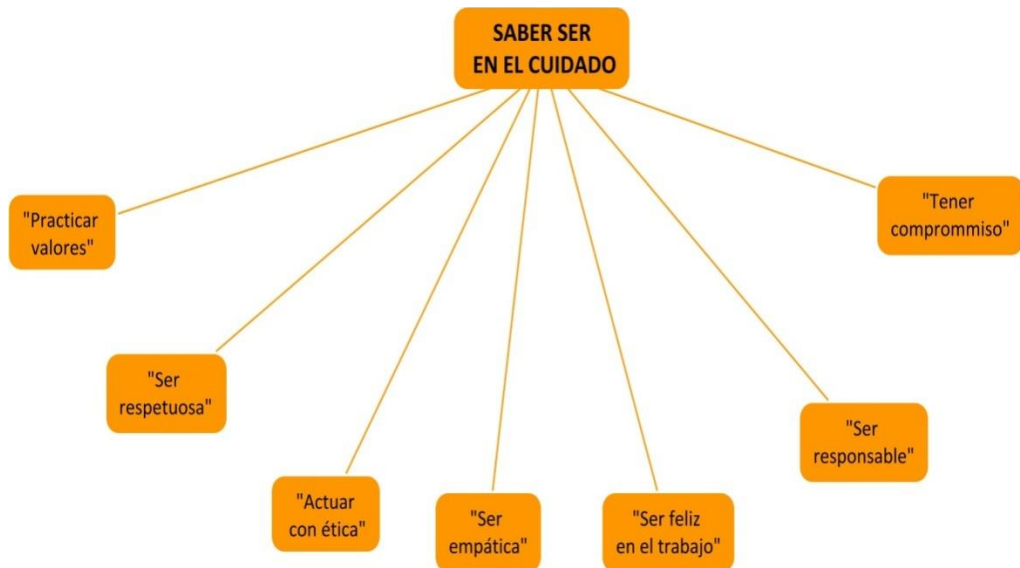 SABER SER
EN EL CUIDADO
"Practicar
valores"
"Ser
respetuosa"
"Actuar
con ética"
"Ser
empática"
"Ser feliz
en el trabajo"
"Ser
responsable"
"Tener
comprommiso"